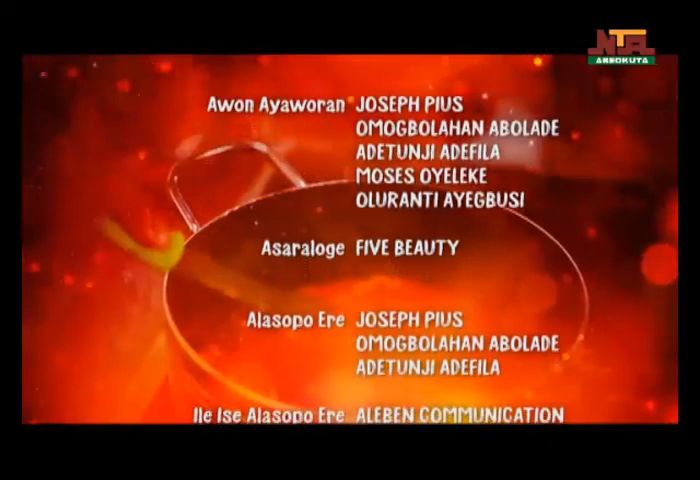 NTA
ABEOKUTA
Awon Ayaworan JOSEPH PIUS
OMOGBOLAHAN ABOLADE
ADETUNJI ADEFILA
MOSES OYELEKE
OLURANTI AYEGBUSI
Asaraloge FIVE BEAUTY
Alasopo Ere JOSEPH PIUS
OMOGBOLAHAN ABOLADE
ADETUNJI ADEFILA
Ile Ise Alasopo Ere ALEBEN COMMUNICATION